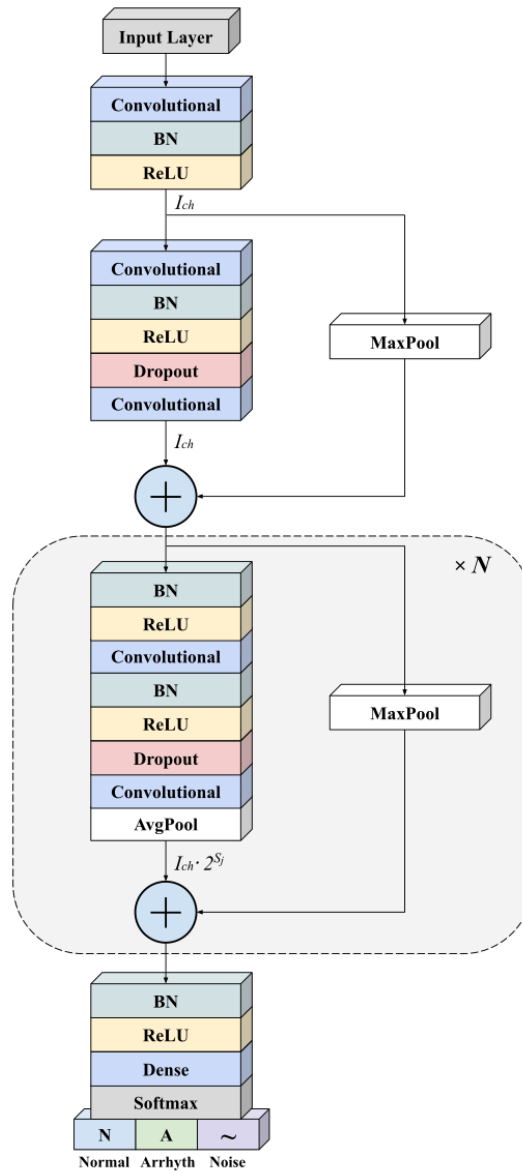 Input Layer
Convolutional
BN
ReLU
I_ch
Convolutional
BN
ReLU
Dropout
Convolutional
MaxPool
I_ch
× N
BN
ReLU
Convolutional
BN
ReLU
Dropout
Convolutional
AvgPool
MaxPool
I_ch · 2^{S_j}
BN
ReLU
Dense
Softmax
N A ~
Normal Arrhyth Noise